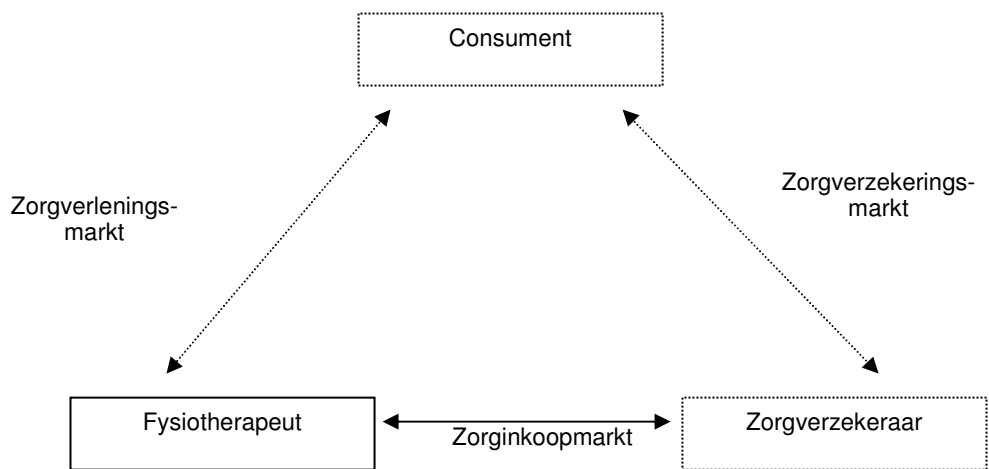 Consument
Zorgverlenings-
markt
Zorgverzekerings-
markt
Fysiotherapeut
Zorginkoopmarkt
Zorgverzekeraar